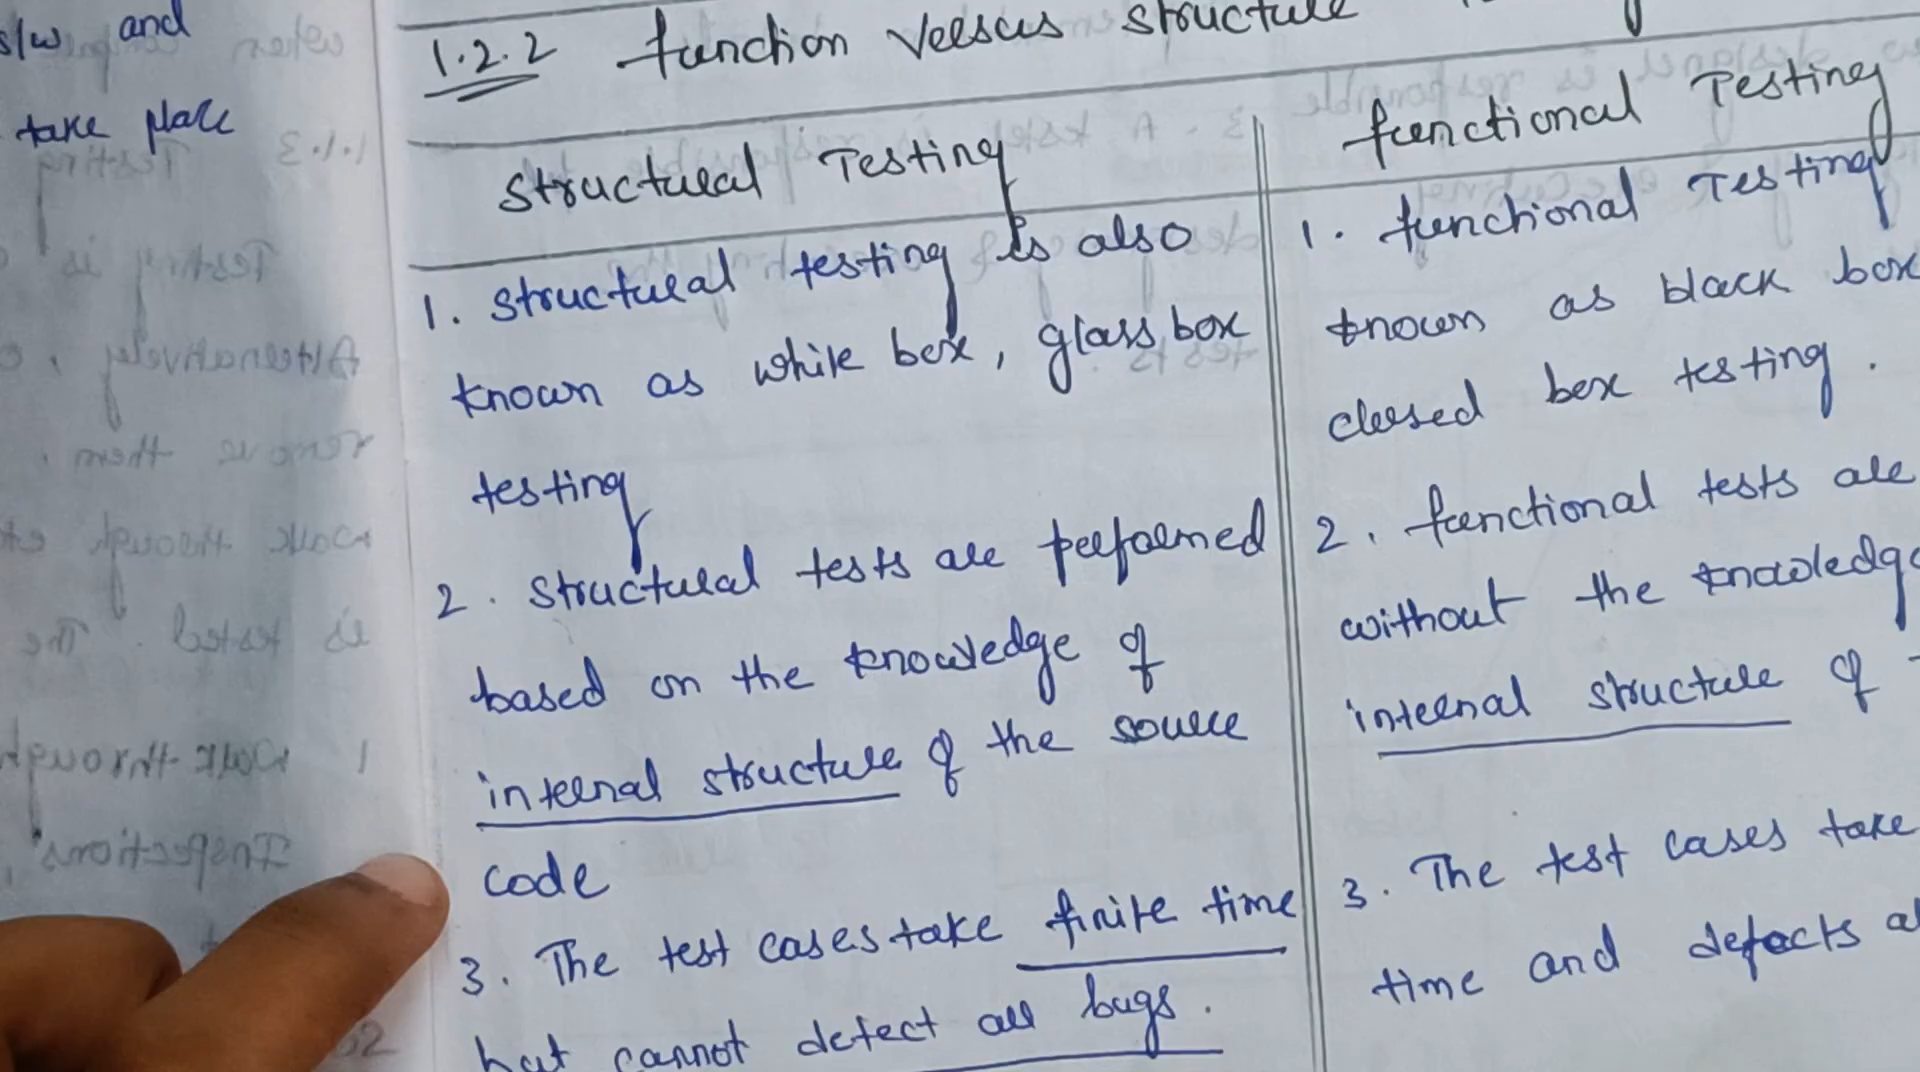 s/w and
take place
1.2.2 function versus structure
structural Testing
1. structural testing is also
known as white box, glass box
testing
2. structural tests are performed
based on the knowledge of
internal structure of the source
code
3. The test cases take finite time
but cannot detect all bugs.
functional Testing
1. functional Testing
known as black box
closed box testing.
2. functional tests are
without the knowledge
internal structure of
3. The test cases take
time and defects